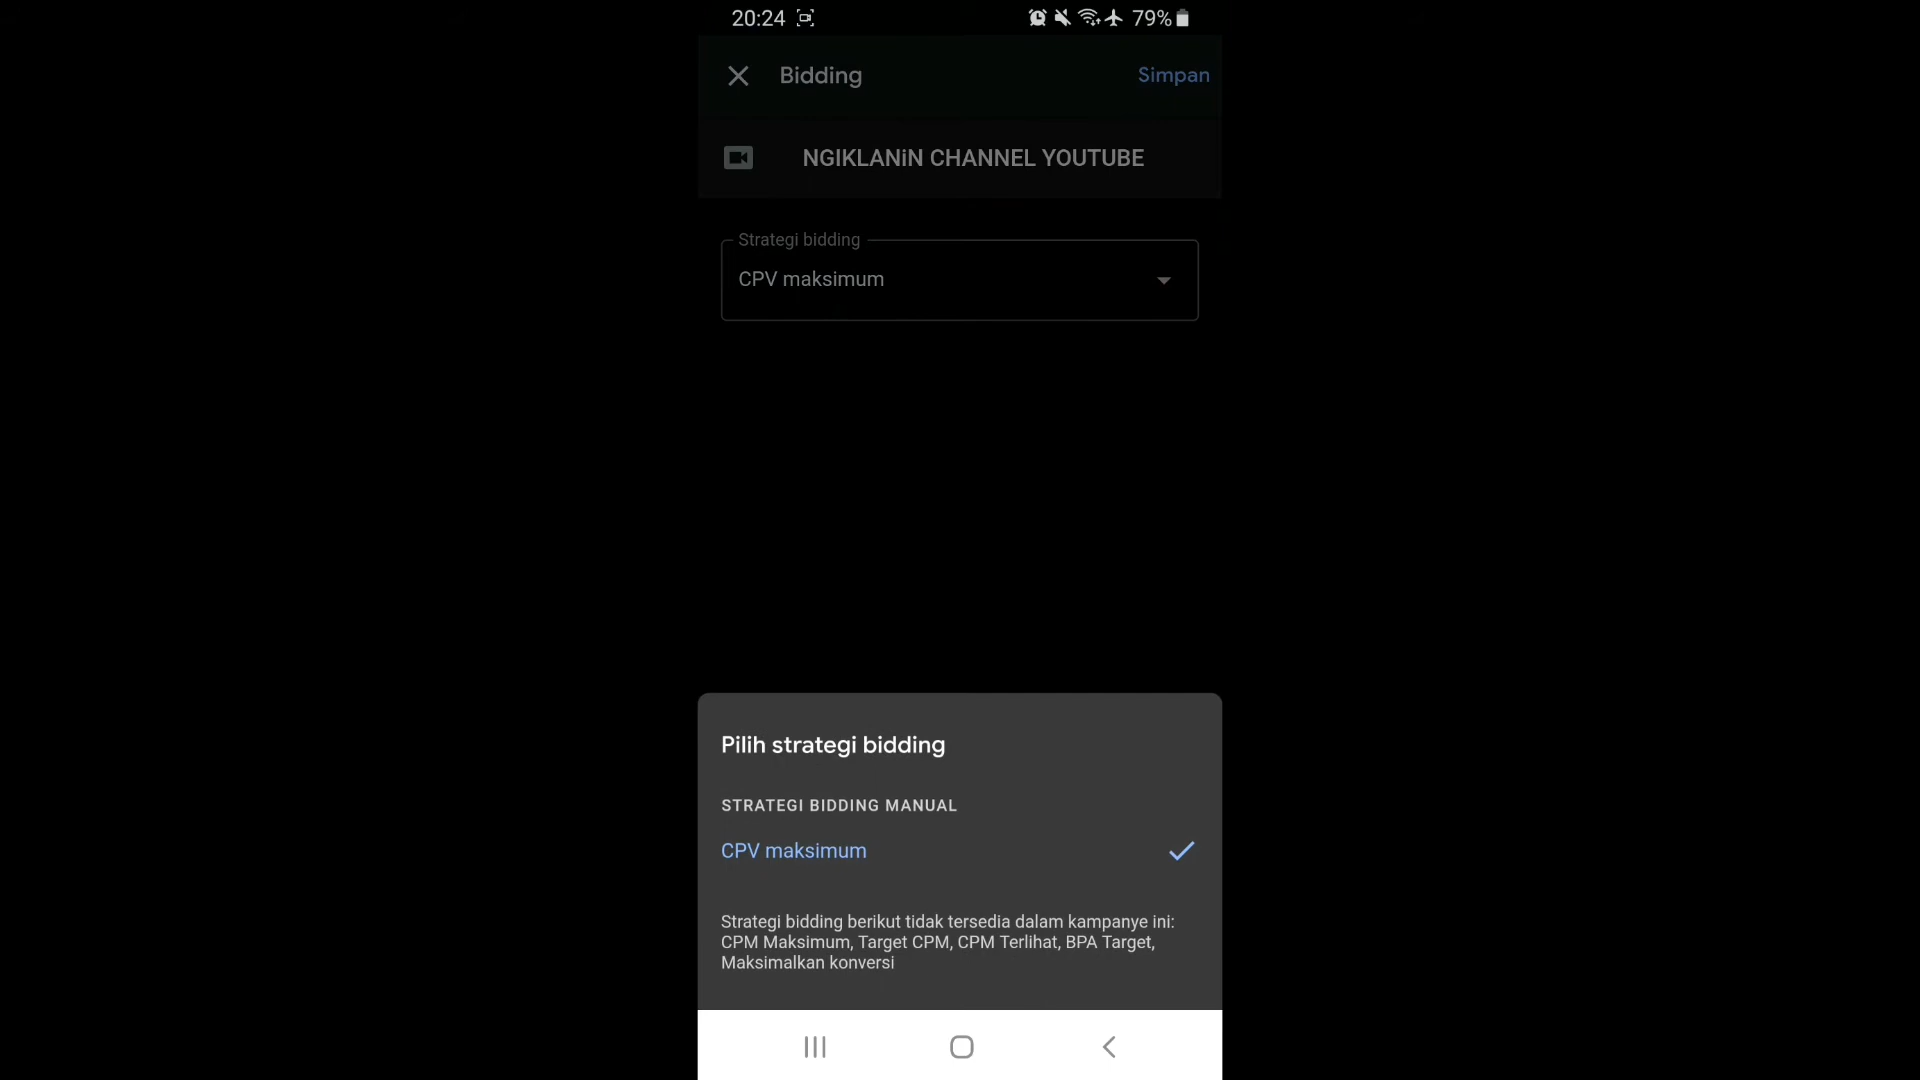 20:24
79%
Bidding
Simpan
NGIKLANiN CHANNEL YOUTUBE
Strategi bidding
CPV maksimum
Pilih strategi bidding
STRATEGI BIDDING MANUAL
CPV maksimum
Strategi bidding berikut tidak tersedia dalam kampanye ini:
CPM Maksimum, Target CPM, CPM Terlihat, BPA Target,
Maksimalkan konversi